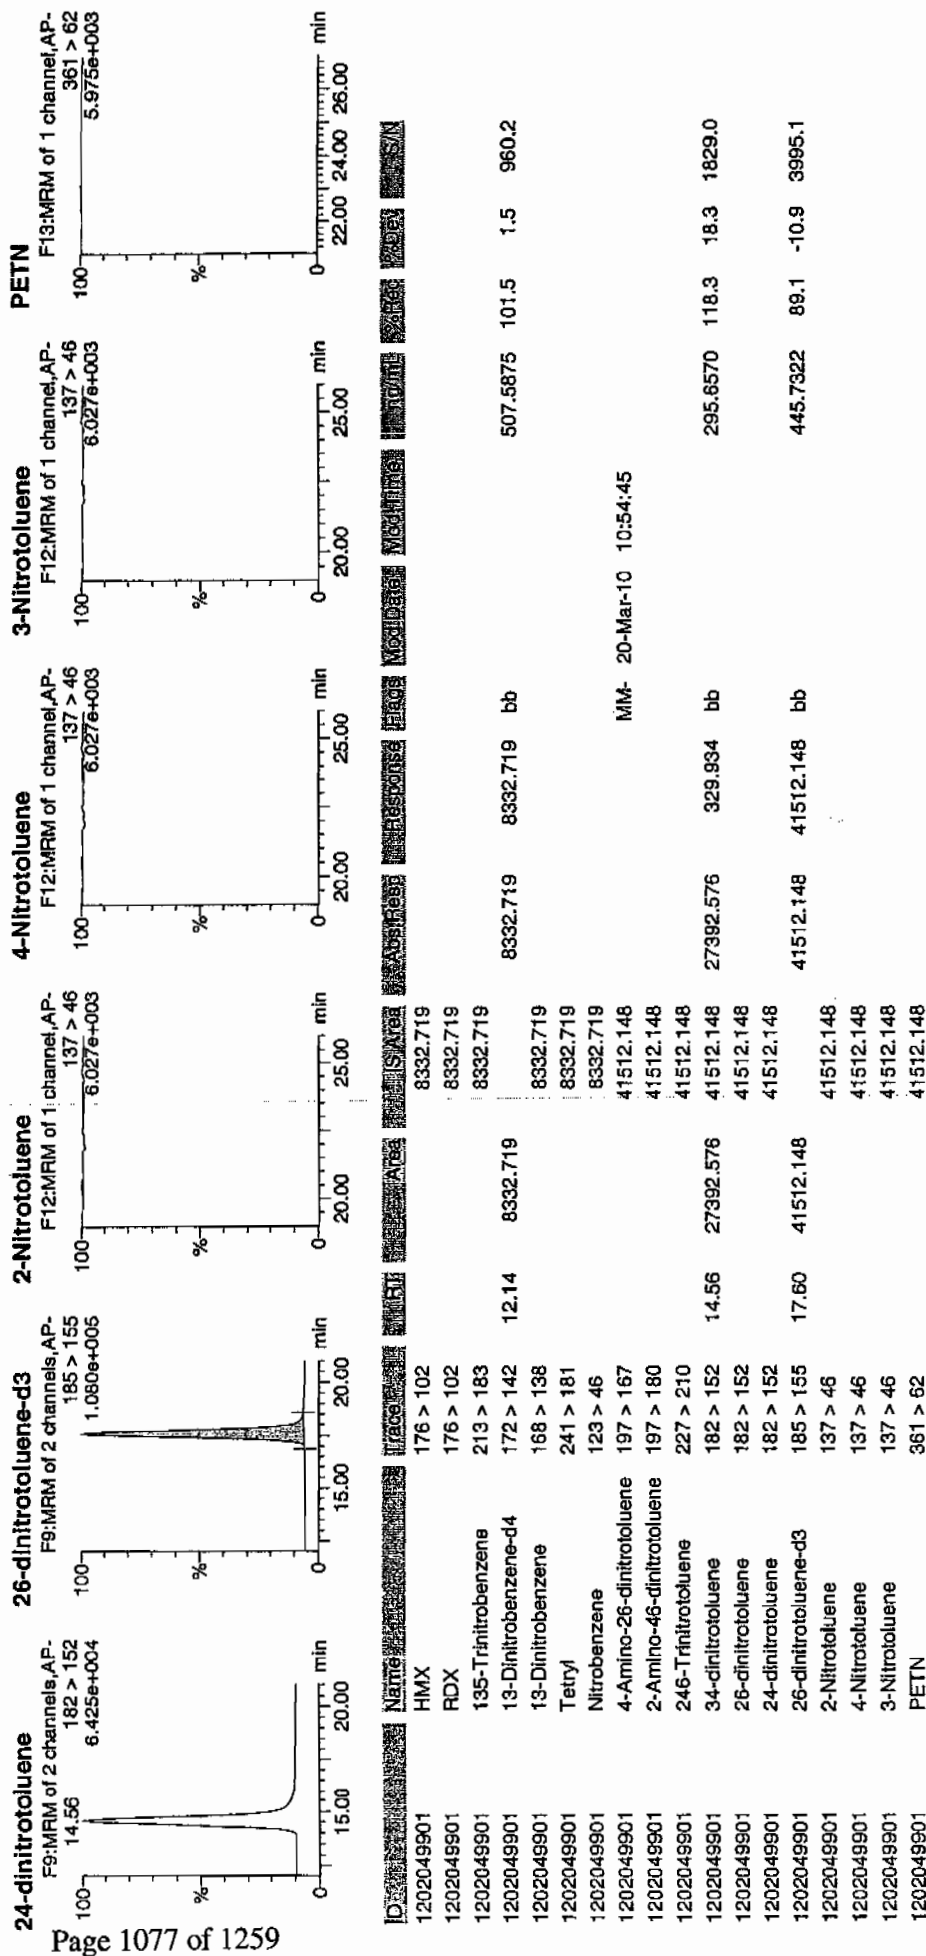 24-dinitrotoluene
F9:MRM of 2 channels,AP-
182 > 152
6.425e+004
14.56
100
%
0
15.00 20.00 min
26-dinitrotoluene-d3
F9:MRM of 2 channels,AP-
185 > 155
1.080e+005
100
%
0
15.00 20.00 min
2-Nitrotoluene
F12:MRM of 1 channel,AP-
137 > 46
6.027e+003
100
%
0
20.00 25.00 min
4-Nitrotoluene
F12:MRM of 1 channel,AP-
137 > 46
6.027e+003
100
%
0
20.00 25.00 min
3-Nitrotoluene
F12:MRM of 1 channel,AP-
137 > 46
6.027e+003
100
%
0
20.00 25.00 min
PETN
F13:MRM of 1 channel,AP-
361 > 62
5.975e+003
100
%
0
22.00 24.00 26.00 min
ID Name Trace RT Area IS Area Abs Resp Response Flags Mod Date Mod Time ng/ml %Rec %Dev S/N
1202049901 HMX 176 > 102 8332.719
1202049901 RDX 176 > 102 8332.719
1202049901 135-Trinitrobenzene 213 > 183 8332.719
1202049901 13-Dinitrobenzene-d4 172 > 142 12.14 8332.719 8332.719 8332.719 bb 507.5875 101.5 1.5 960.2
1202049901 13-Dinitrobenzene 168 > 138 8332.719
1202049901 Tetryl 241 > 181 8332.719
1202049901 Nitrobenzene 123 > 46 8332.719
1202049901 4-Amino-26-dinitrotoluene 197 > 167 41512.148 MM- 20-Mar-10 10:54:45
1202049901 2-Amino-46-dinitrotoluene 197 > 180 41512.148
1202049901 246-Trinitrotoluene 227 > 210 41512.148
1202049901 34-dinitrotoluene 182 > 152 14.56 27392.576 41512.148 27392.576 329.934 bb 295.6570 118.3 18.3 1829.0
1202049901 26-dinitrotoluene 182 > 152 41512.148
1202049901 24-dinitrotoluene 182 > 152 41512.148
1202049901 26-dinitrotoluene-d3 185 > 155 17.60 41512.148 41512.148 41512.148 bb 445.7322 89.1 -10.9 3995.1
1202049901 2-Nitrotoluene 137 > 46 41512.148
1202049901 4-Nitrotoluene 137 > 46 41512.148
1202049901 3-Nitrotoluene 137 > 46 41512.148
1202049901 PETN 361 > 62 41512.148
Page 1077 of 1259